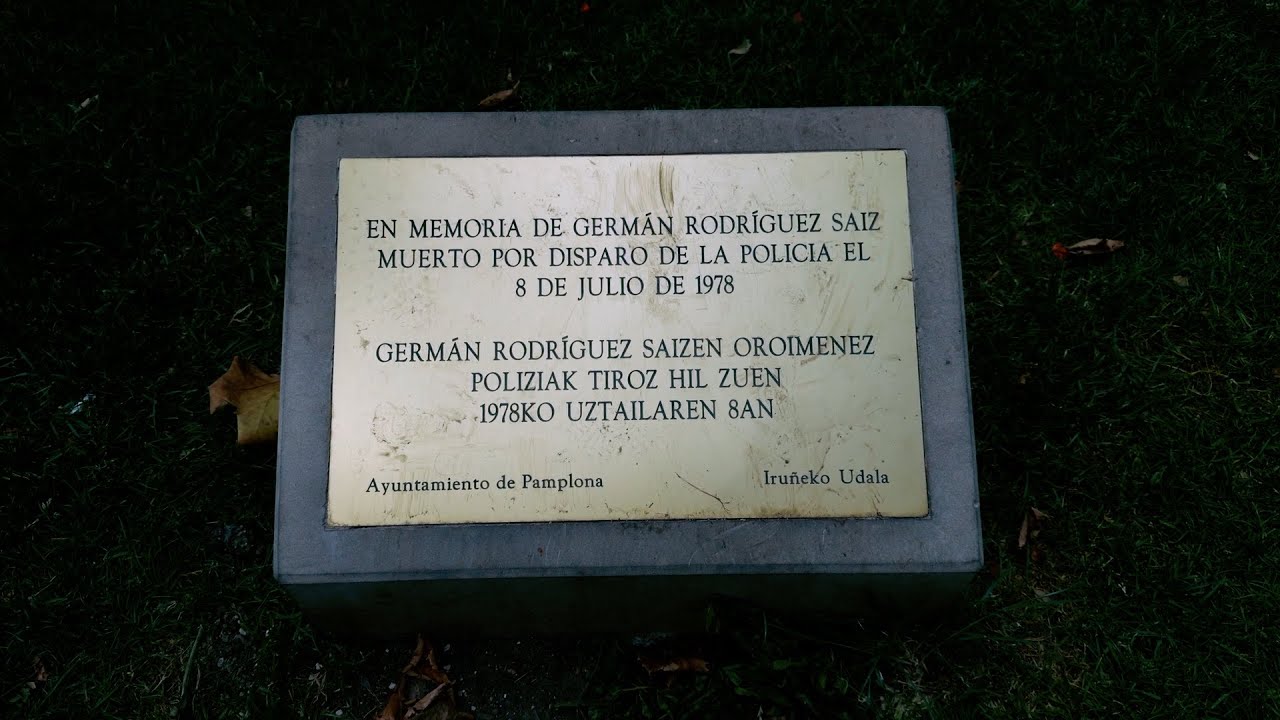 EN MEMORIA DE GERMÁN RODRÍGUEZ SAIZ
MUERTO POR DISPARO DE LA POLICIA EL
8 DE JULIO DE 1978
GERMÁN RODRÍGUEZ SAIZEN OROIMENEZ
POLIZIAK TIROZ HIL ZUEN
1978KO UZTAILAREN 8AN
Ayuntamiento de Pamplona
Iruñeko Udala